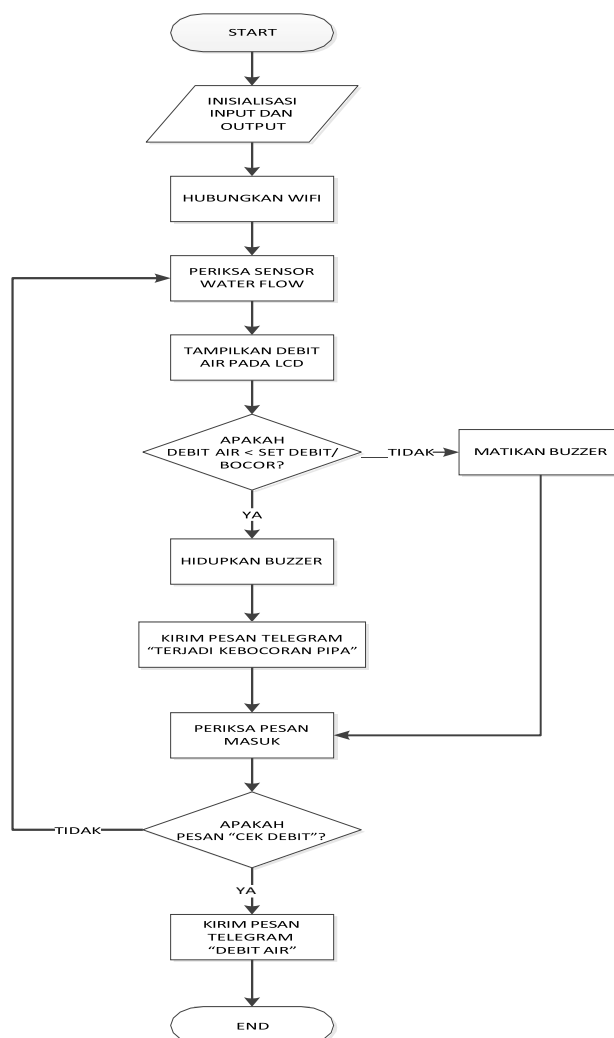 START
INISIALISASI
INPUT DAN
OUTPUT
HUBUNGKAN WIFI
PERIKSA SENSOR
WATER FLOW
TAMPILKAN DEBIT
AIR PADA LCD
APAKAH
DEBIT AIR < SET DEBIT/
BOCOR?
TIDAK
MATIKAN BUZZER
YA
HIDUPKAN BUZZER
KIRIM PESAN TELEGRAM
“TERJADI KEBOCORAN PIPA”
PERIKSA PESAN
MASUK
APAKAH
PESAN “CEK DEBIT”?
TIDAK
YA
KIRIM PESAN
TELEGRAM
“DEBIT AIR”
END